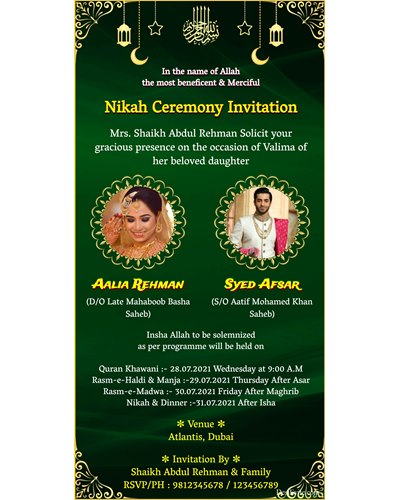 بسم الله الرحمن الرحيم
In the name of Allah
the most beneficent & Merciful
Nikah Ceremony Invitation
Mrs. Shaikh Abdul Rehman Solicit your
gracious presence on the occasion of Valima of
her beloved daughter
Aalia Rehman
Syed Afsar
(D/O Late Mahaboob Basha
Saheb)
(S/O Aatif Mohamed Khan
Saheb)
Insha Allah to be solemnized
as per programme will be held on
Quran Khawani :- 28.07.2021 Wednesday at 9:00 A.M
Rasm-e-Haldi & Manja :-29.07.2021 Thursday After Asar
Rasm-e-Madwa :- 30.07.2021 Friday After Maghrib
Nikah & Dinner :-31.07.2021 After Isha
Venue
Atlantis, Dubai
Invitation By
Shaikh Abdul Rehman & Family
RSVP/PH : 9812345678 / 123456789